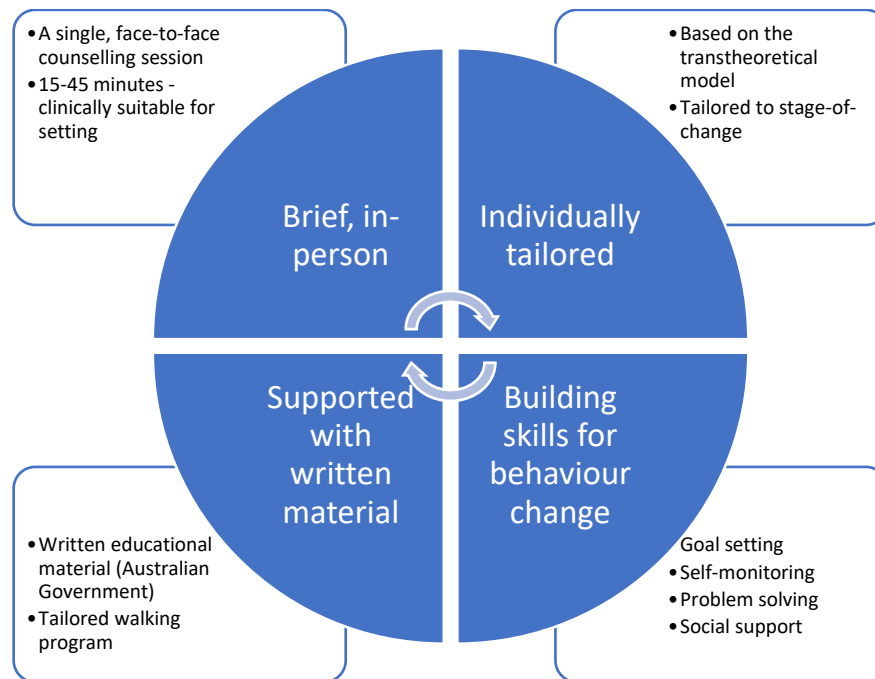 •A single, face-to-face
counselling session
•15-45 minutes -
clinically suitable for
setting
•Based on the
transtheoretical
model
•Tailored to stage-of-
change
Brief, in-
person
Individually
tailored
Supported
with
written
material
Building
skills for
behaviour
change
•Written educational
material (Australian
Government)
•Tailored walking
program
Goal setting
•Self-monitoring
•Problem solving
•Social support